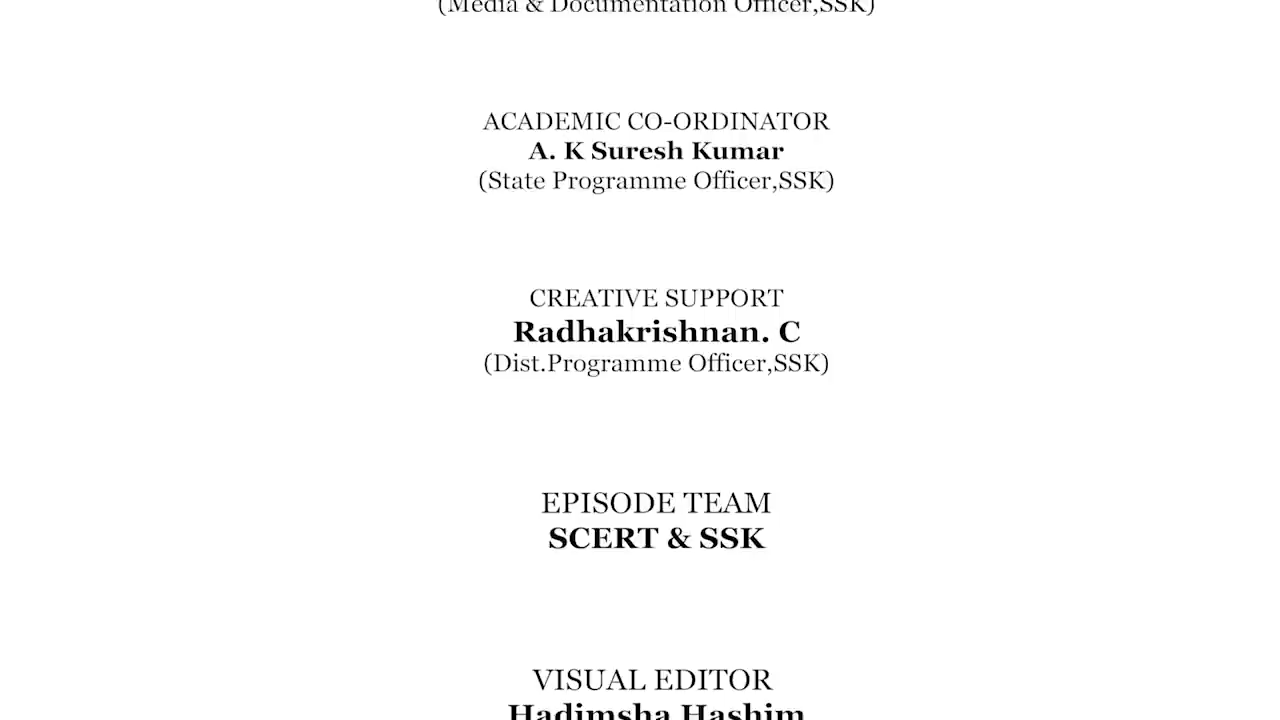 (Media & Documentation Officer,SSK)
ACADEMIC CO-ORDINATOR
A. K Suresh Kumar
(State Programme Officer,SSK)
CREATIVE SUPPORT
Radhakrishnan. C
(Dist.Programme Officer,SSK)
EPISODE TEAM
SCERT & SSK
VISUAL EDITOR
Hadimsha Hashim